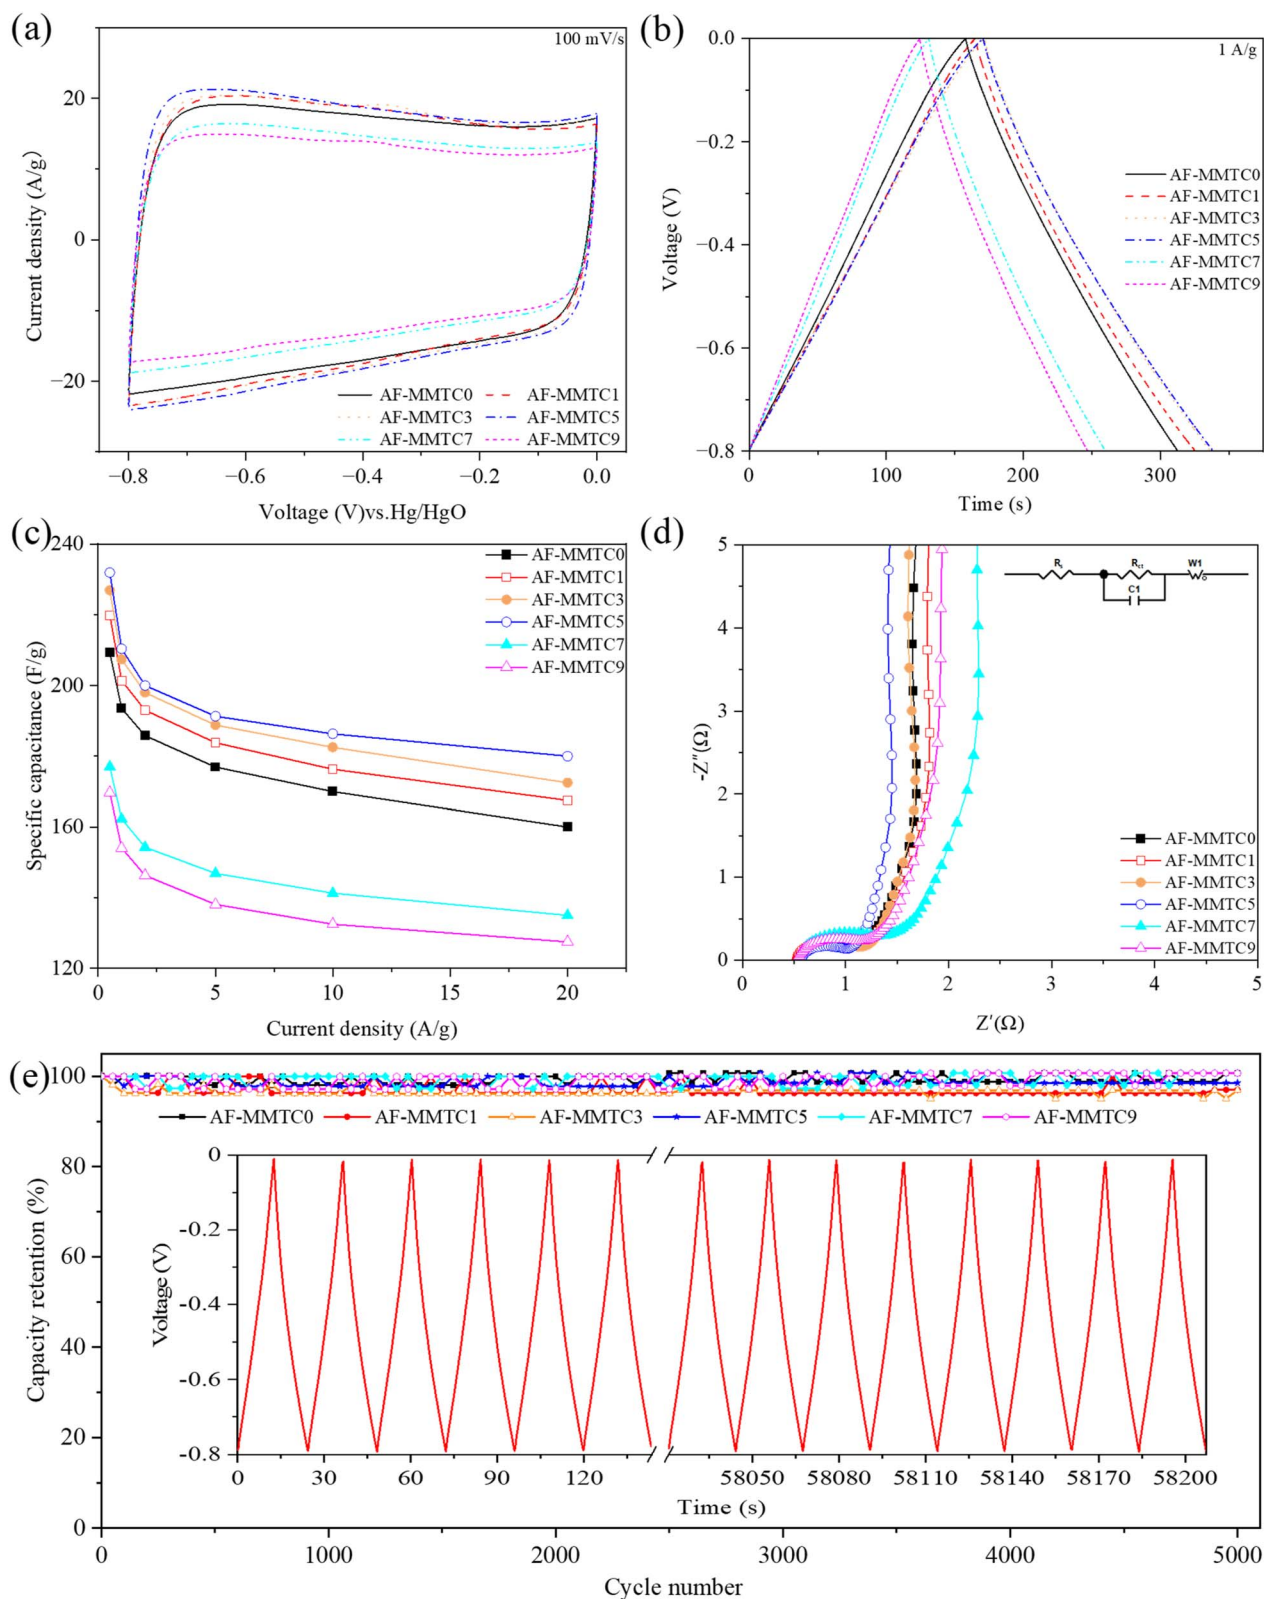 (a)
100 mV/s
Current density (A/g)
20
0
−20
AF-MMTC0 AF-MMTC1
AF-MMTC3 AF-MMTC5
AF-MMTC7 AF-MMTC9
−0.8 −0.6 −0.4 −0.2 0.0
Voltage (V)vs.Hg/HgO
(b)
1 A/g
Voltage (V)
0.0
−0.2
−0.4
−0.6
−0.8
AF-MMTC0
AF-MMTC1
AF-MMTC3
AF-MMTC5
AF-MMTC7
AF-MMTC9
0 100 200 300
Time (s)
(c)
Specific capacitance (F/g)
240
200
160
120
AF-MMTC0
AF-MMTC1
AF-MMTC3
AF-MMTC5
AF-MMTC7
AF-MMTC9
0 5 10 15 20
Current density (A/g)
(d)
-Z″(Ω)
5
4
3
2
1
0
Rs Rct W1
C1
AF-MMTC0
AF-MMTC1
AF-MMTC3
AF-MMTC5
AF-MMTC7
AF-MMTC9
0 1 2 3 4 5
Z′(Ω)
(e)
Capacity retention (%)
100
80
60
40
20
0
AF-MMTC0 AF-MMTC1 AF-MMTC3 AF-MMTC5 AF-MMTC7 AF-MMTC9
Voltage (V)
0
-0.2
-0.4
-0.6
-0.8
0 30 60 90 120 58050 58080 58110 58140 58170 58200
Time (s)
0 1000 2000 3000 4000 5000
Cycle number